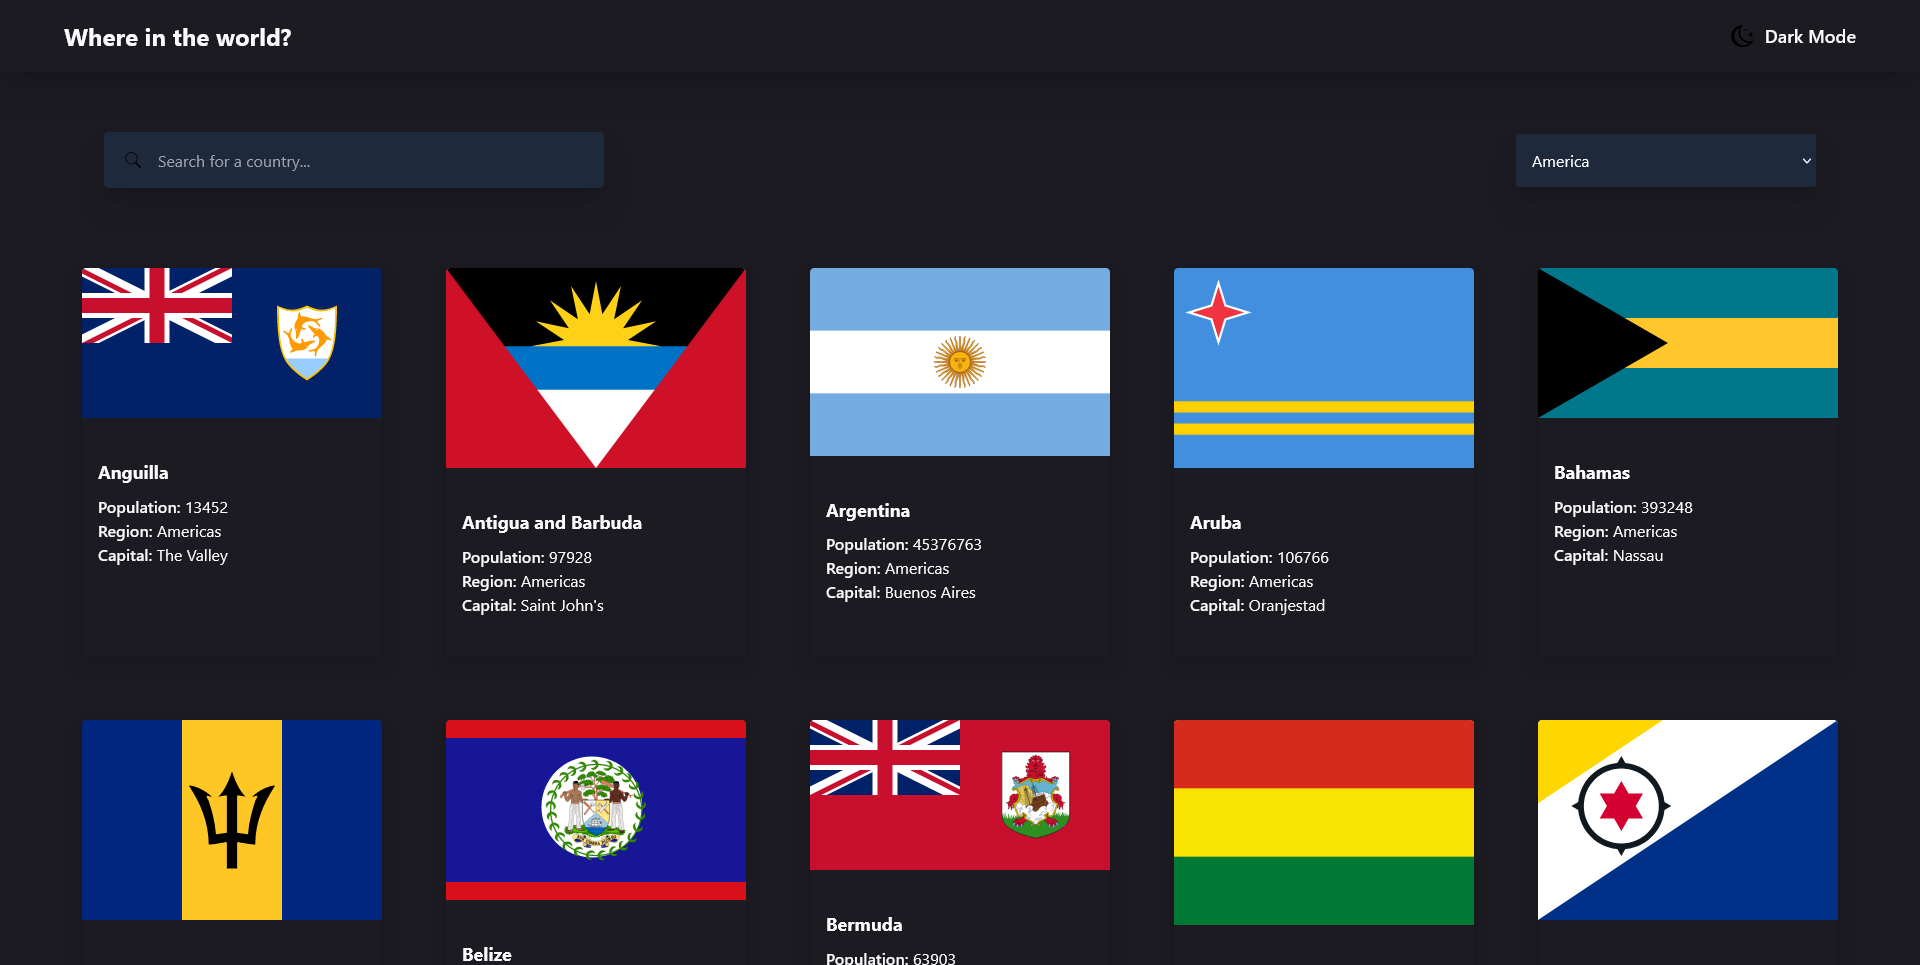 Where in the world?
Dark Mode
Search for a country...
America
Anguilla
Population: 13452
Region: Americas
Capital: The Valley
Antigua and Barbuda
Population: 97928
Region: Americas
Capital: Saint John's
Argentina
Population: 45376763
Region: Americas
Capital: Buenos Aires
Aruba
Population: 106766
Region: Americas
Capital: Oranjestad
Bahamas
Population: 393248
Region: Americas
Capital: Nassau
Belize
Bermuda
Population: 63903